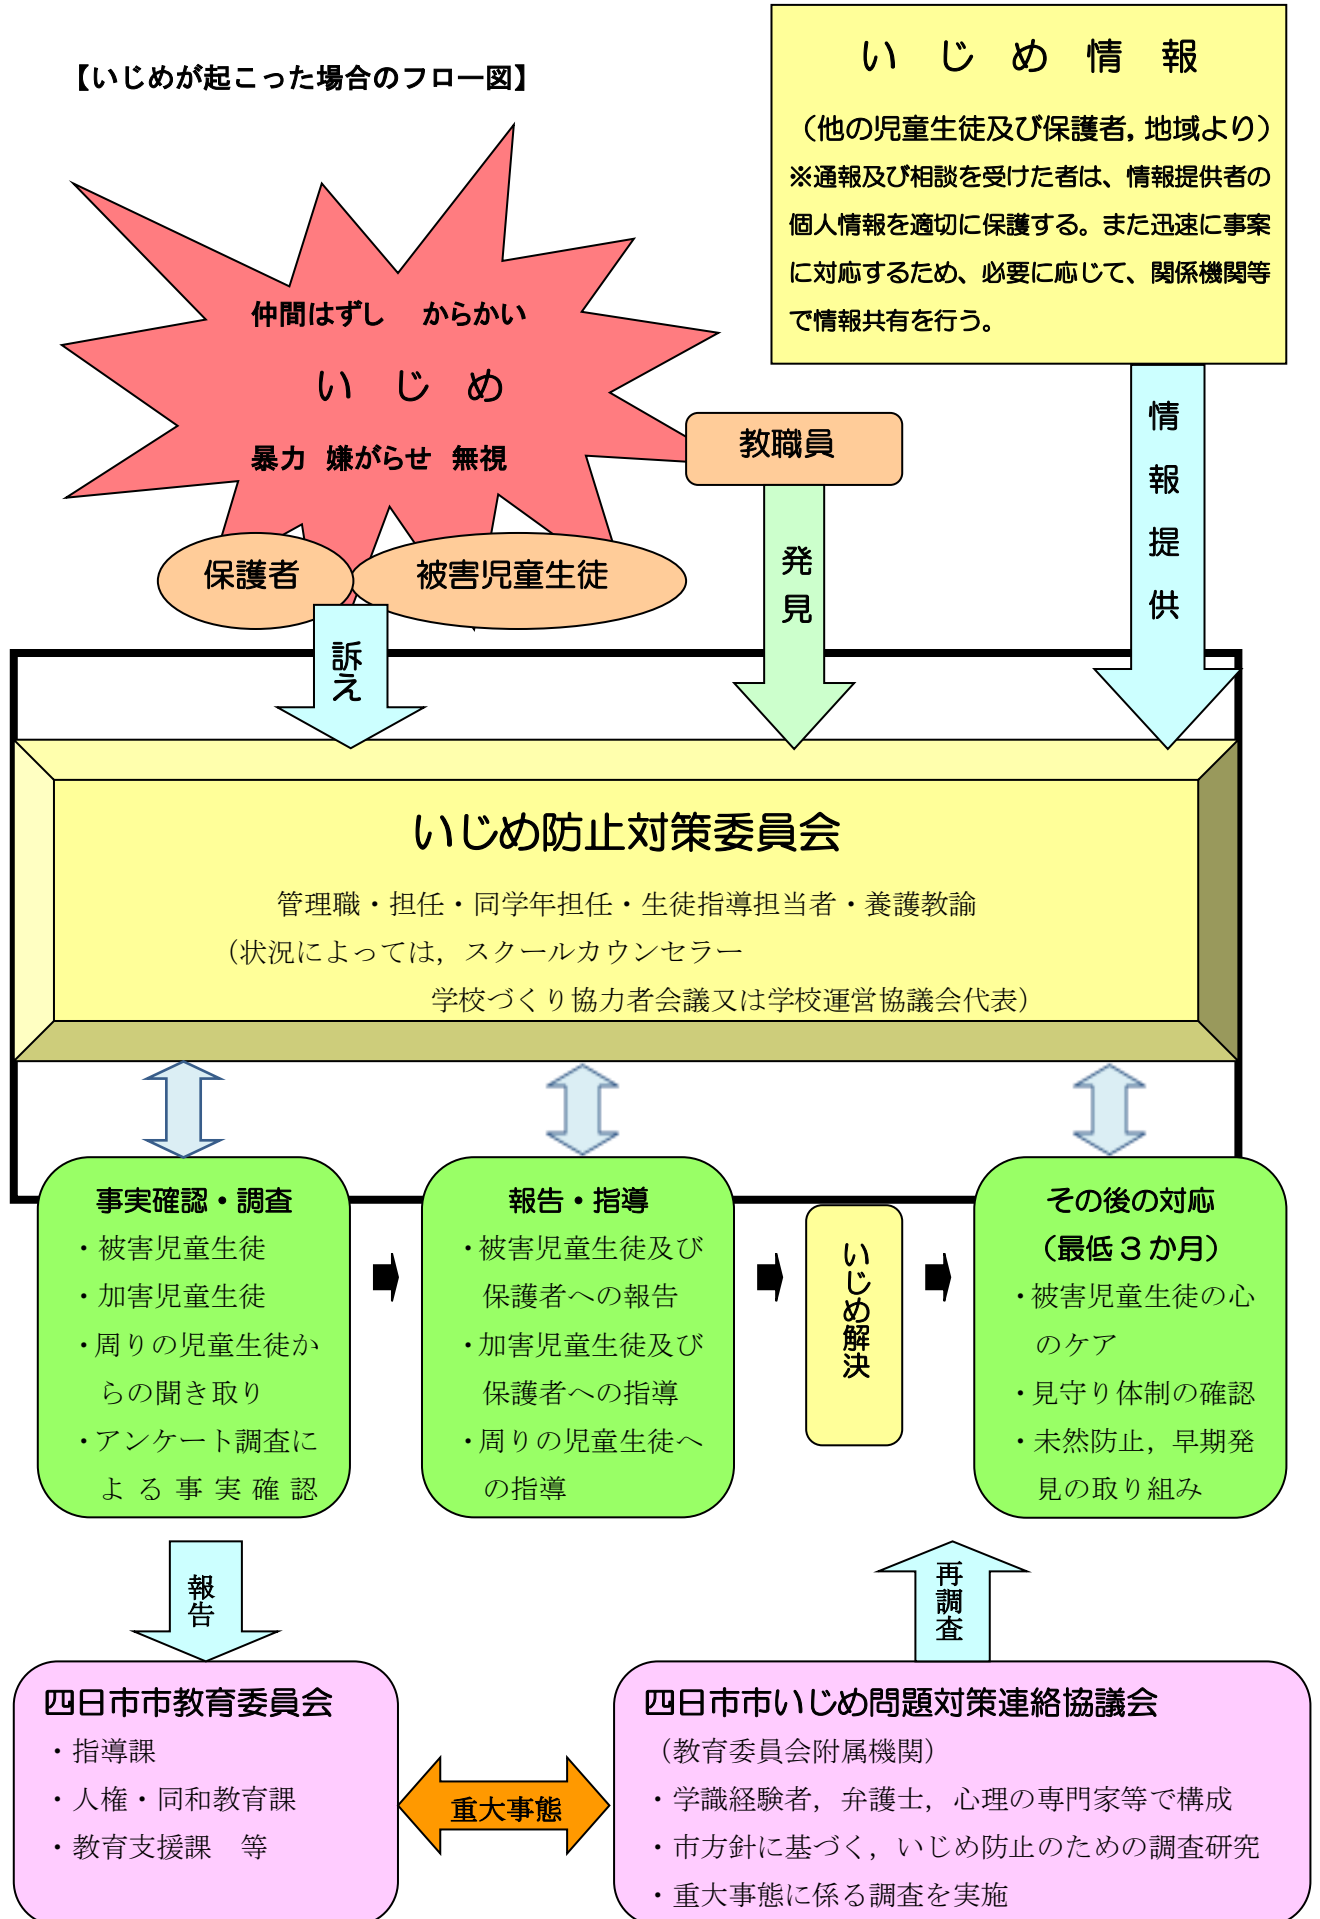 【いじめが起こった場合のフロー図】
い　じ　め　情　報
（他の児童生徒及び保護者，地域より）
※通報及び相談を受けた者は、情報提供者の
個人情報を適切に保護する。また迅速に事案
に対応するため、必要に応じて、関係機関等
で情報共有を行う。
仲間はずし　からかい
い　じ　め
暴力　嫌がらせ　無視
教職員
保護者
被害児童生徒
訴え
発見
情報提供
いじめ防止対策委員会
管理職・担任・同学年担任・生徒指導担当者・養護教諭
（状況によっては，スクールカウンセラー
学校づくり協力者会議又は学校運営協議会代表）
事実確認・調査
・被害児童生徒
・加害児童生徒
・周りの児童生徒か
らの聞き取り
・アンケート調査に
よる事実確認
報告・指導
・被害児童生徒及び
保護者への報告
・加害児童生徒及び
保護者への指導
・周りの児童生徒へ
の指導
いじめ解決
その後の対応
（最低３か月）
・被害児童生徒の心
のケア
・見守り体制の確認
・未然防止，早期発
見の取り組み
報告
再調査
四日市市教育委員会
・指導課
・人権・同和教育課
・教育支援課　等
重大事態
四日市市いじめ問題対策連絡協議会
（教育委員会附属機関）
・学識経験者，弁護士，心理の専門家等で構成
・市方針に基づく，いじめ防止のための調査研究
・重大事態に係る調査を実施